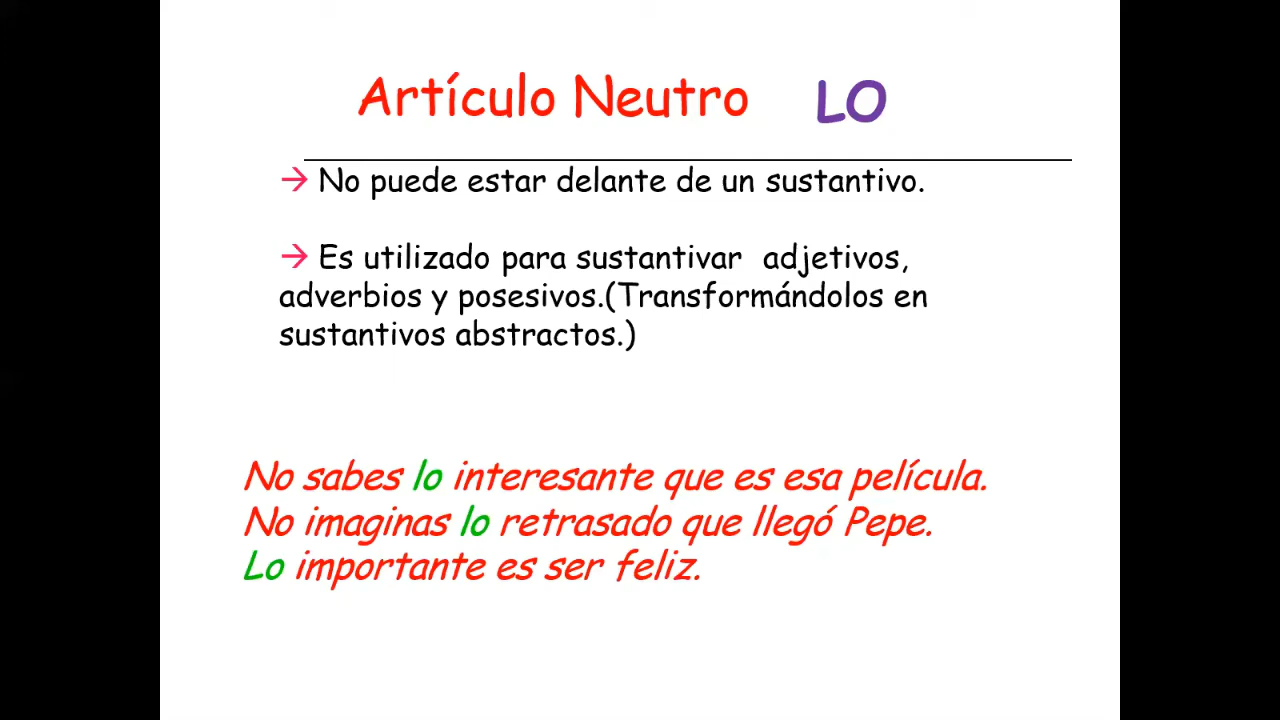 Artículo Neutro LO
→ No puede estar delante de un sustantivo.
→ Es utilizado para sustantivar adjetivos,
adverbios y posesivos.(Transformándolos en
sustantivos abstractos.)
No sabes lo interesante que es esa película.
No imaginas lo retrasado que llegó Pepe.
Lo importante es ser feliz.